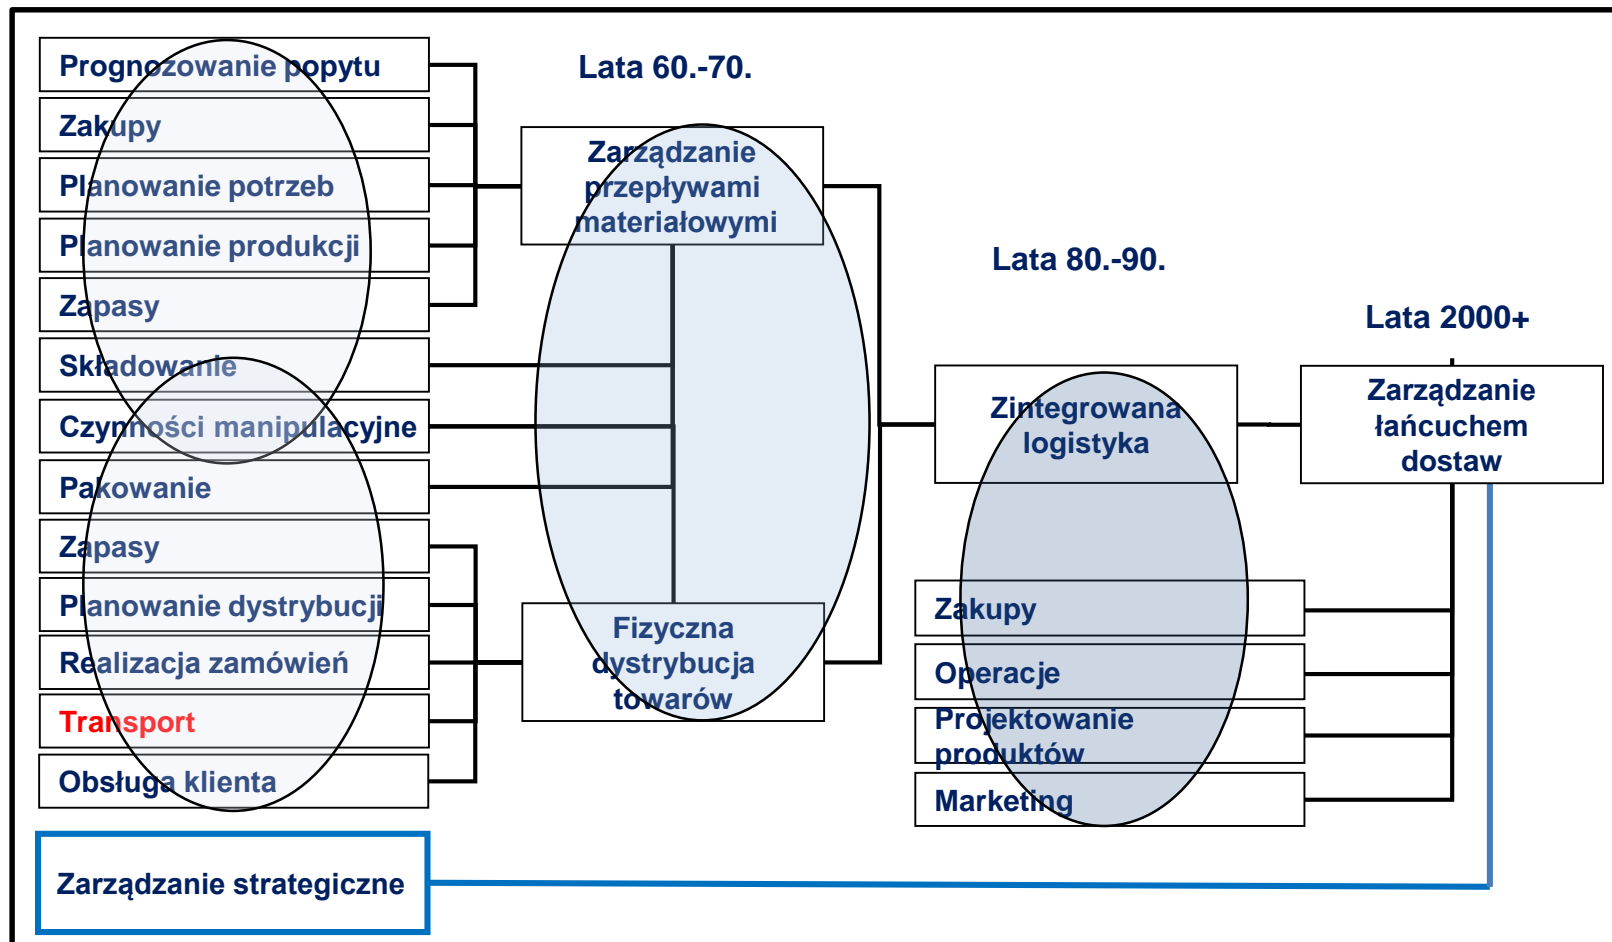 Prognozowanie popytu
Zakupy
Planowanie potrzeb
Planowanie produkcji
Zapasy
Składowanie
Czynności manipulacyjne
Pakowanie
Zapasy
Planowanie dystrybucji
Realizacja zamówień
Transport
Obsługa klienta
Zarządzanie strategiczne
Lata 60.-70.
Zarządzanie
przepływami
materiałowymi
Fizyczna
dystrybucja
towarów
Lata 80.-90.
Zintegrowana
logistyka
Zakupy
Operacje
Projektowanie
produktów
Marketing
Lata 2000+
Zarządzanie
łańcuchem
dostaw